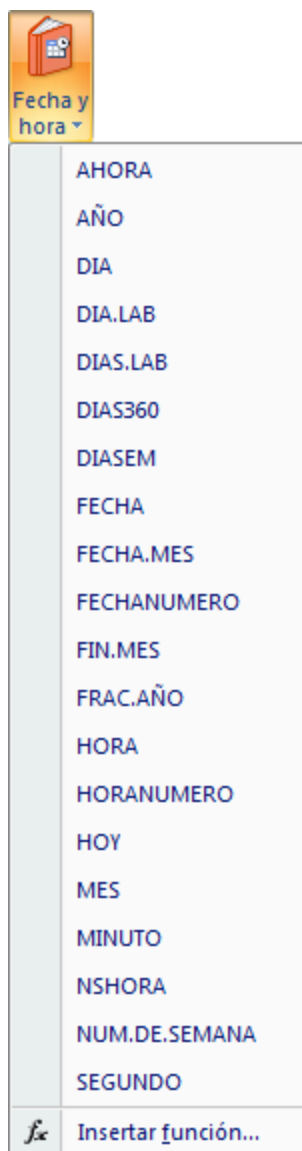 Fecha y
hora
AHORA
AÑO
DIA
DIA.LAB
DIAS.LAB
DIAS360
DIASEM
FECHA
FECHA.MES
FECHANUMERO
FIN.MES
FRAC.AÑO
HORA
HORANUMERO
HOY
MES
MINUTO
NSHORA
NUM.DE.SEMANA
SEGUNDO
fx Insertar función...